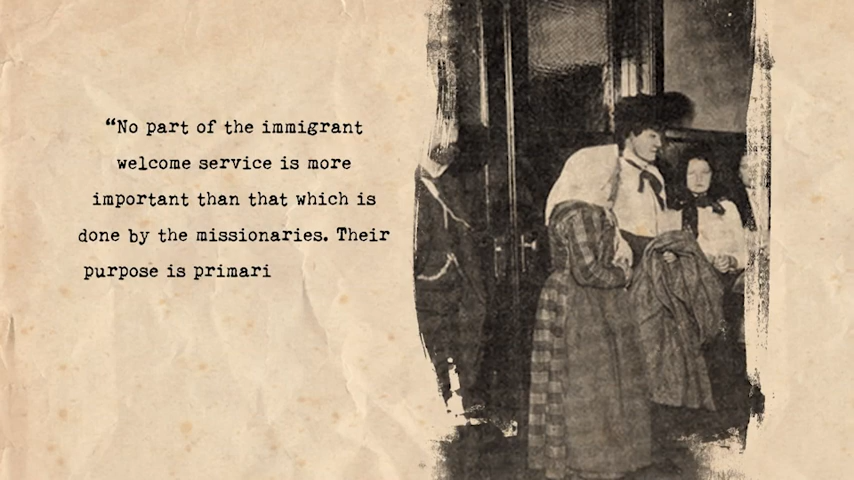 “No part of the immigrant
welcome service is more
important than that which is
done by the missionaries. Their
purpose is primari